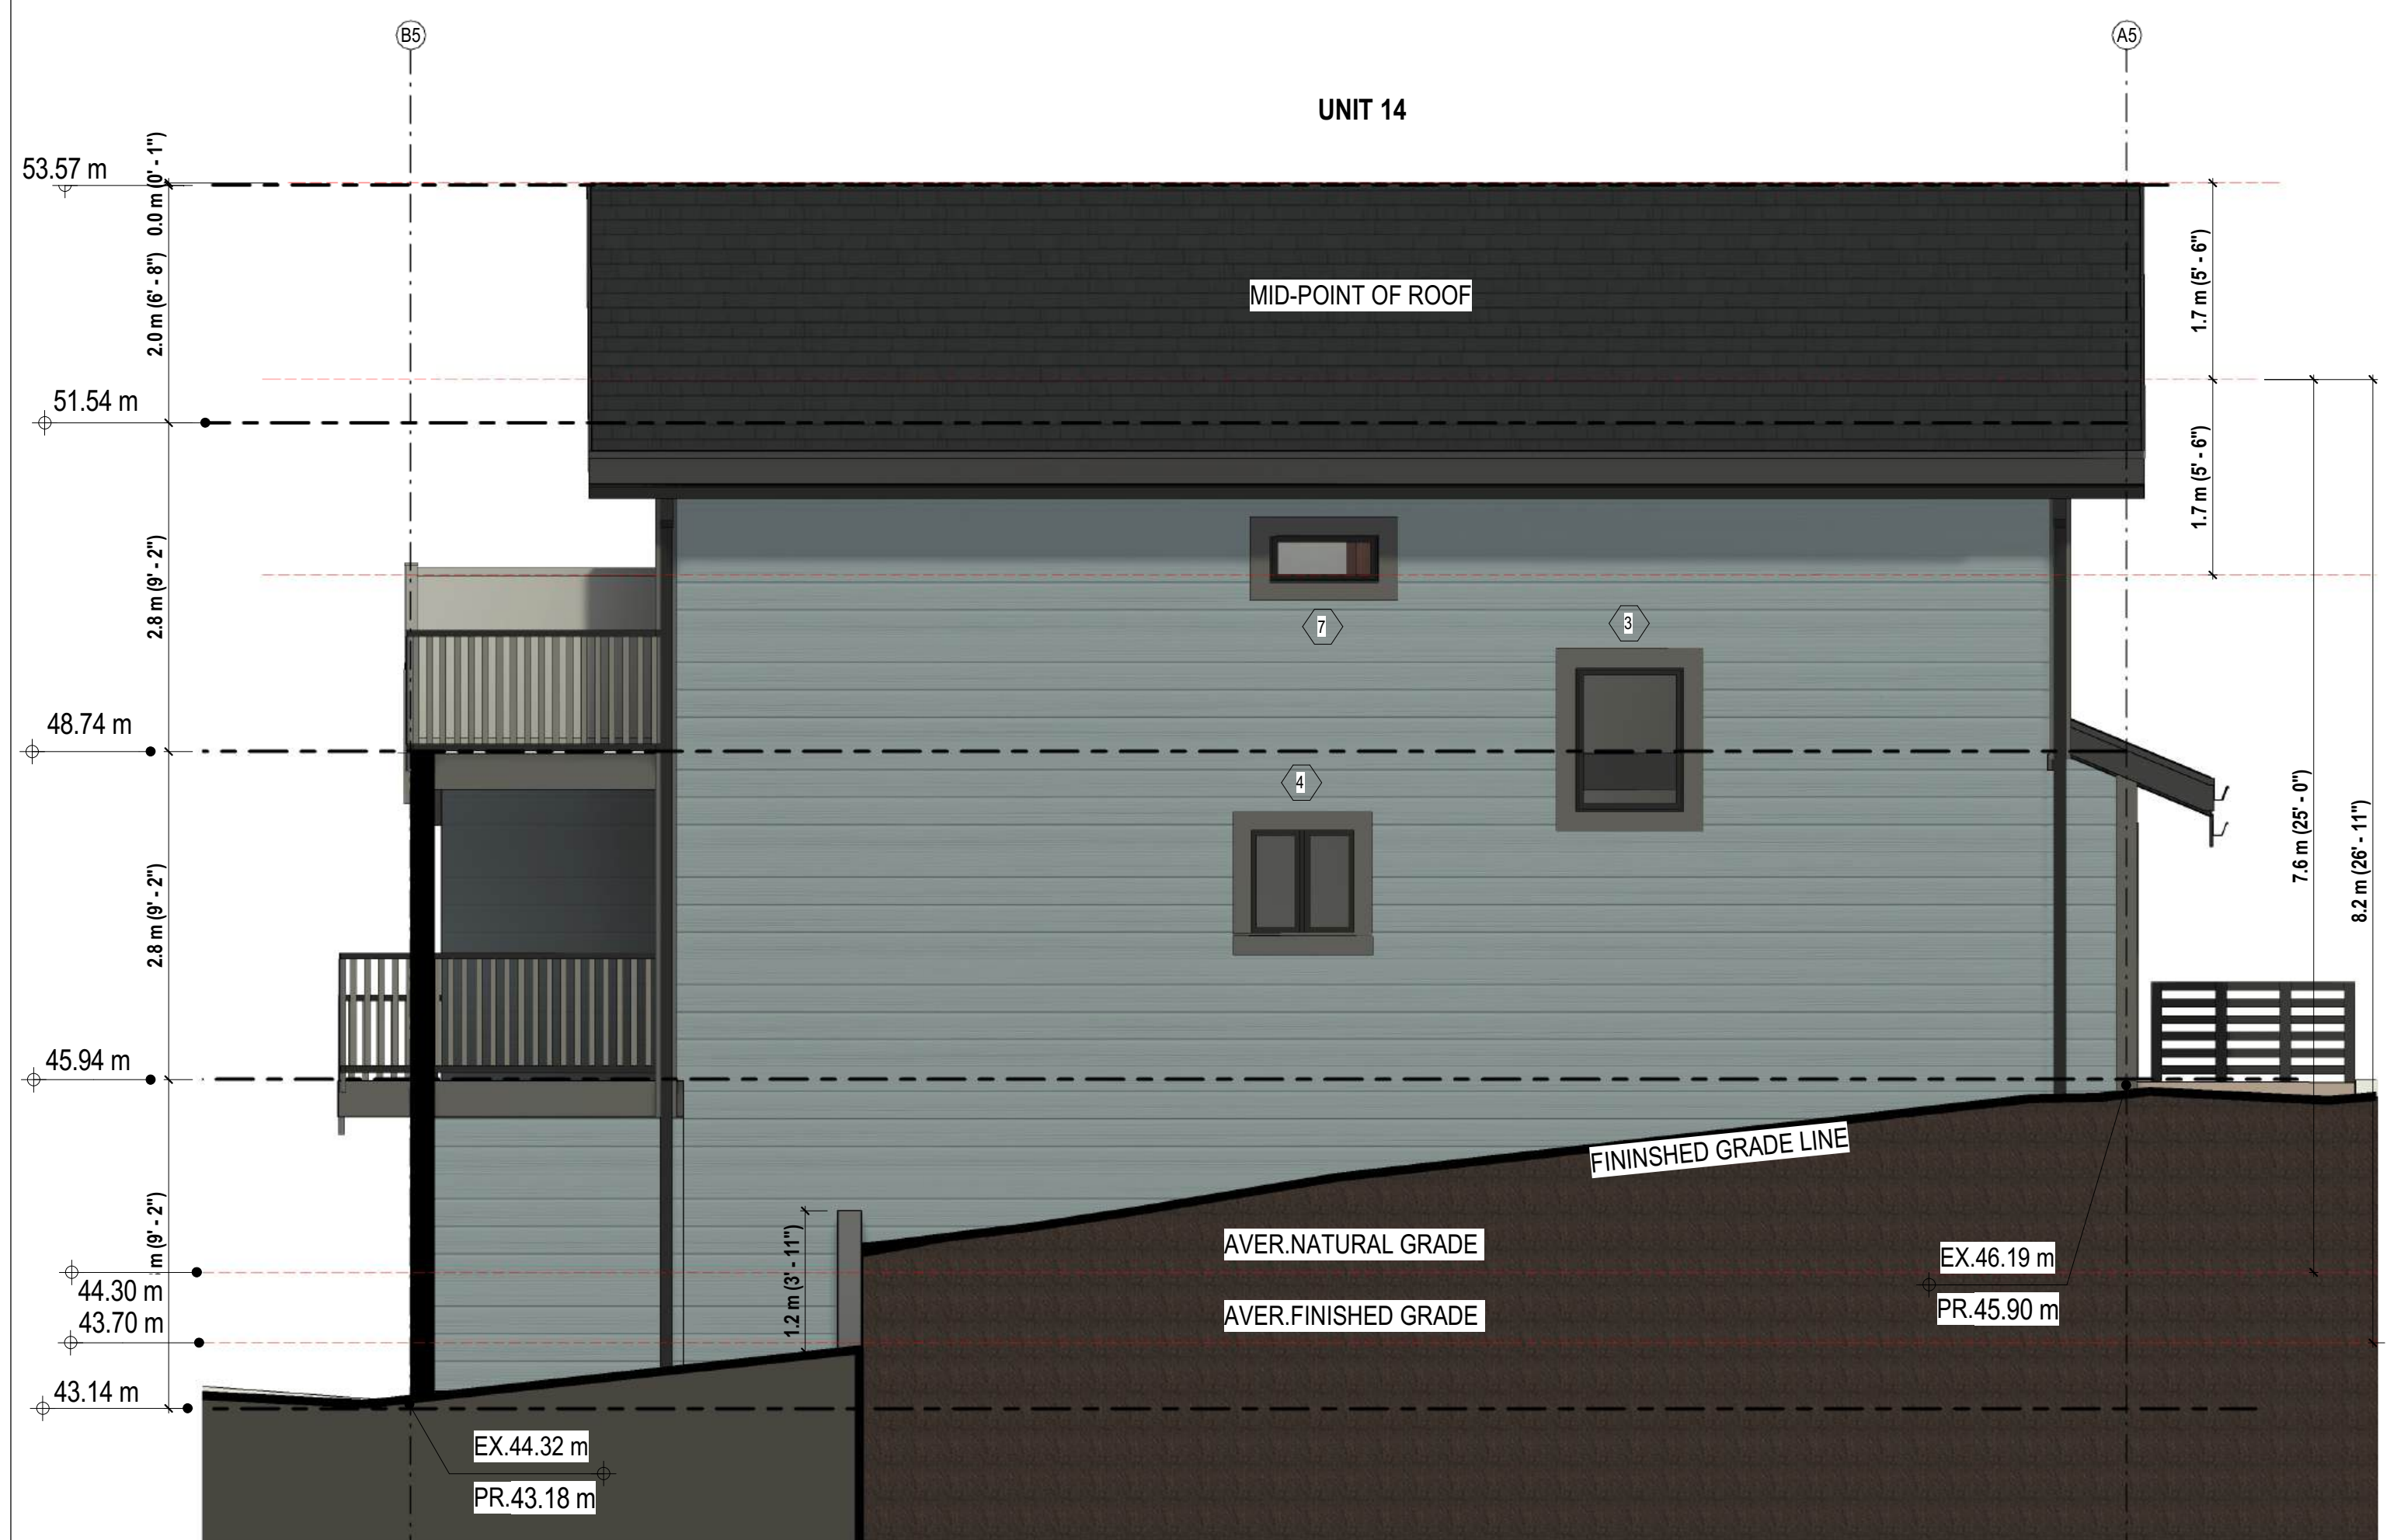 B5
A5
UNIT 14
53.57 m
0.0 m (0' - 1")
2.0 m (6' - 8")
1.7 m (5' - 6")
MID-POINT OF ROOF
51.54 m
1.7 m (5' - 6")
2.8 m (9' - 2")
7
3
48.74 m
4
7.6 m (25' - 0")
8.2 m (26' - 11")
2.8 m (9' - 2")
45.94 m
FININSHED GRADE LINE
m (9' - 2")
1.2 m (3' - 11")
AVER.NATURAL GRADE
EX.46.19 m
44.30 m
43.70 m
AVER.FINISHED GRADE
PR.45.90 m
43.14 m
EX.44.32 m
PR.43.18 m